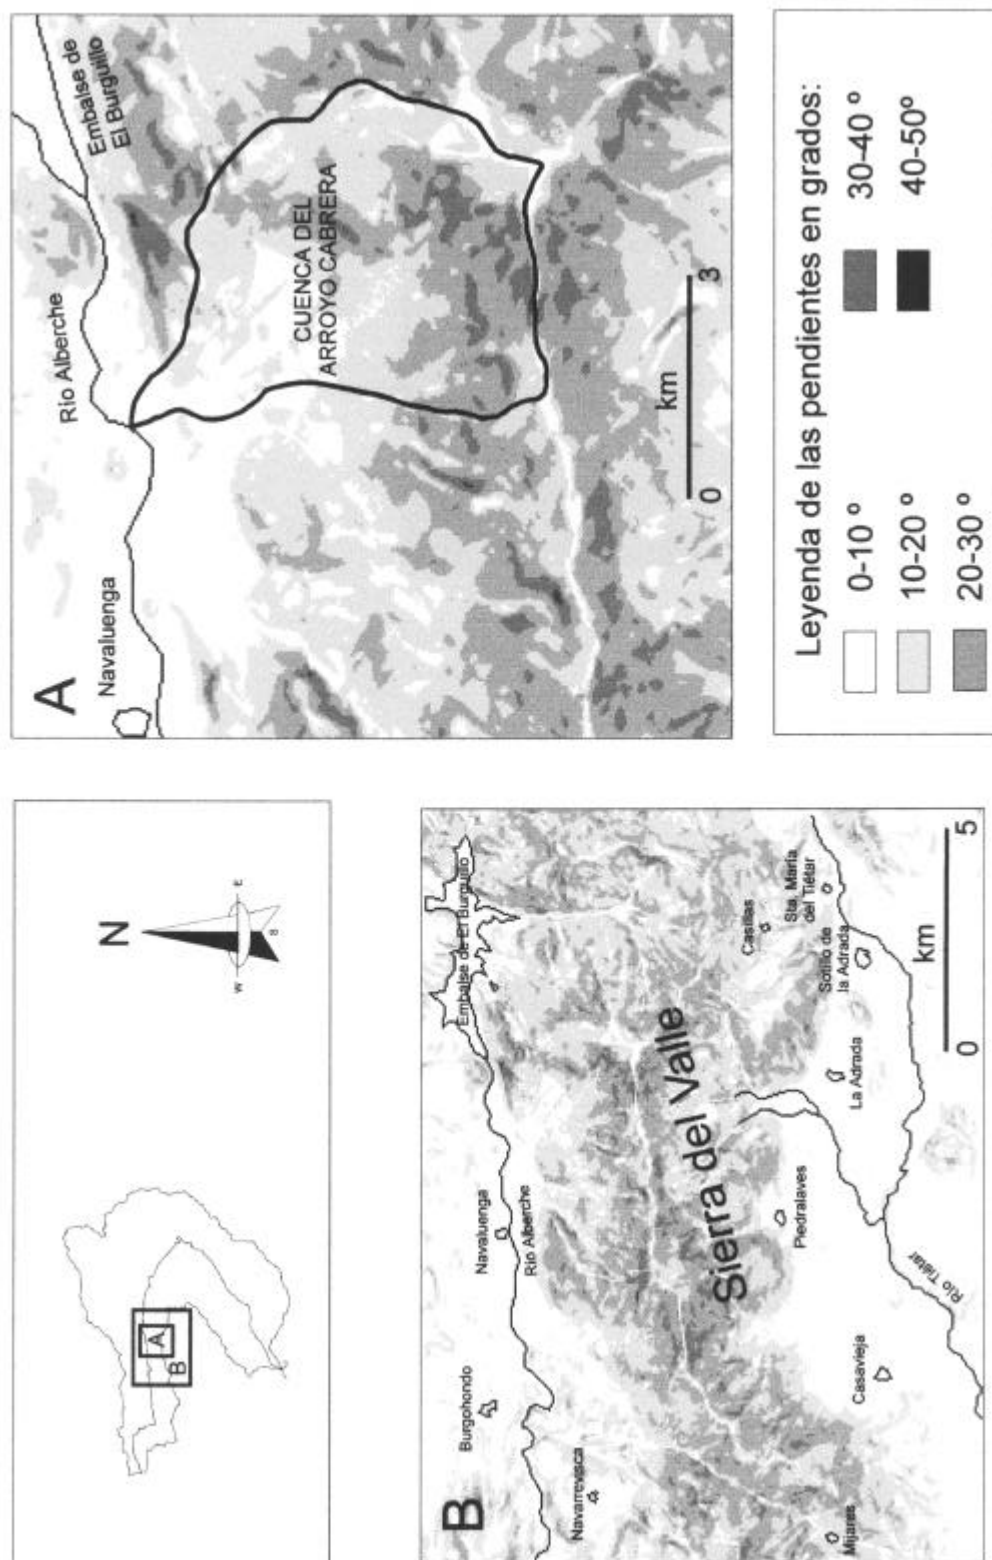 N
W
E
S
A
B
A
Navaluenga
Río Alberche
Embalse de
El Burguillo
CUENCA DEL
ARROYO CABRERA
km
0
3
B
Burgohondo
Navaluenga
Río Alberche
Embalse de El Burguillo
Navarrevisca
Sierra del Valle
Mijares
Casavieja
Piedralaves
La Adrada
Sotillo de
la Adrada
Casillas
Sta. María
del Tiétar
Río Tiétar
km
0
5
Leyenda de las pendientes en grados:
0-10 º
30-40 º
10-20 º
40-50º
20-30 º